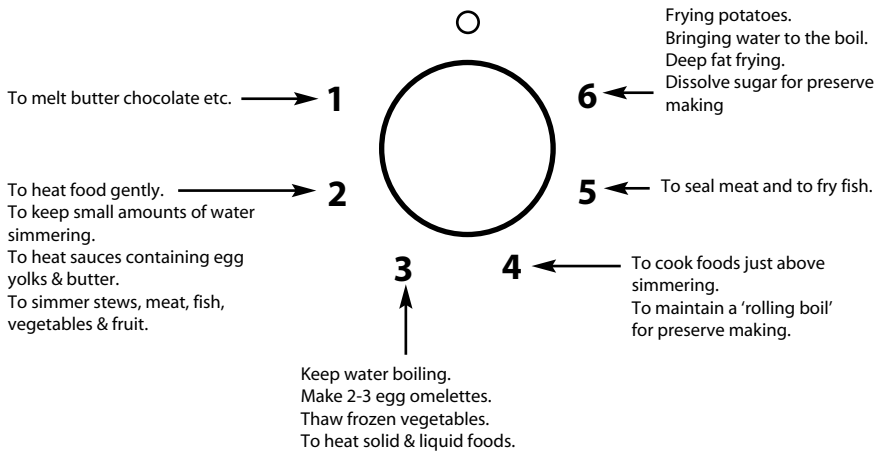 To melt butter chocolate etc.
1
To heat food gently.
To keep small amounts of water
simmering.
To heat sauces containing egg
yolks & butter.
To simmer stews, meat, fish,
vegetables & fruit.
2
3
Keep water boiling.
Make 2-3 egg omelettes.
Thaw frozen vegetables.
To heat solid & liquid foods.
4
To cook foods just above
simmering.
To maintain a ‘rolling boil’
for preserve making.
5
To seal meat and to fry fish.
6
Frying potatoes.
Bringing water to the boil.
Deep fat frying.
Dissolve sugar for preserve
making